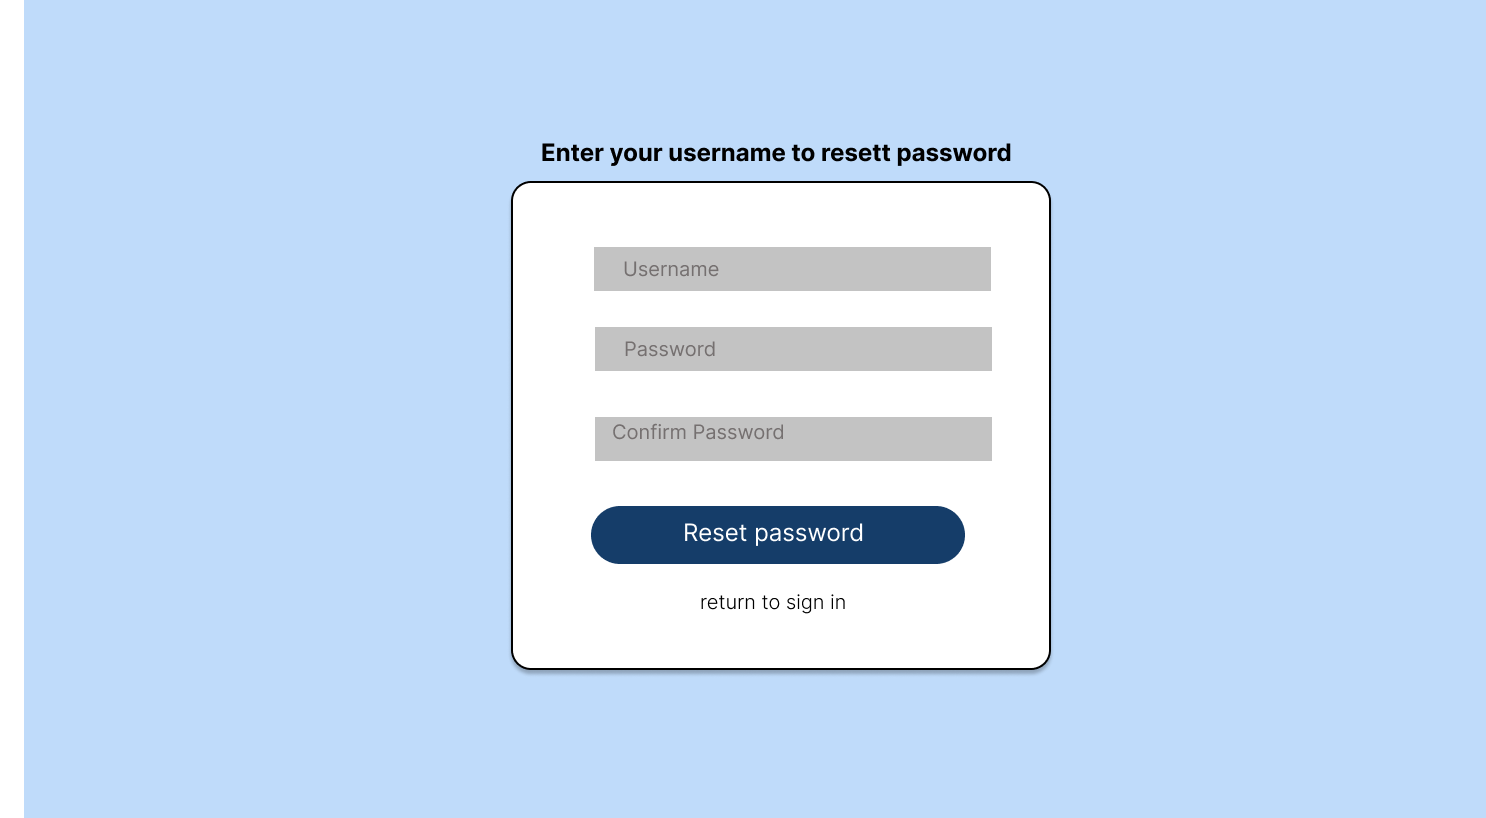 Enter your username to resett password
Username
Password
Confirm Password
Reset password
return to sign in